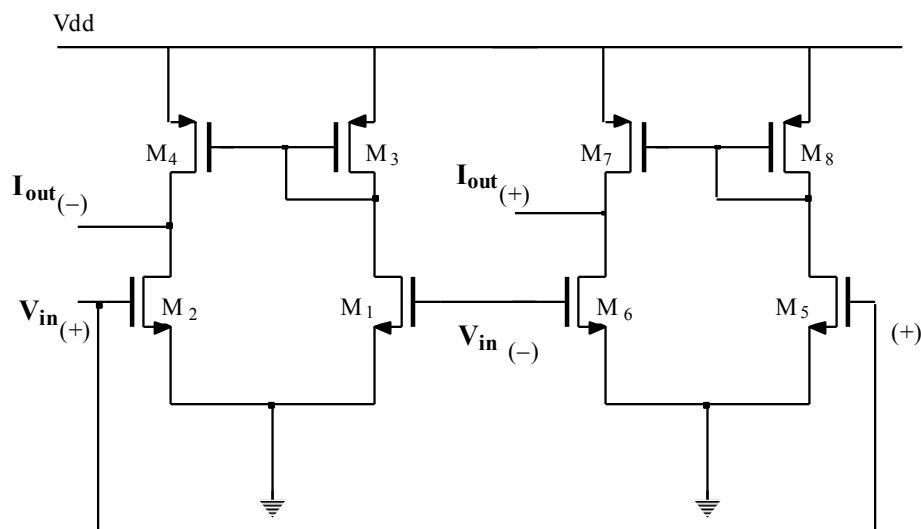 Vdd
M4
M3
M7
M8
Iout(–)
Iout(+)
Vin(+)
M2
M1
Vin (–)
M6
M5
(+)